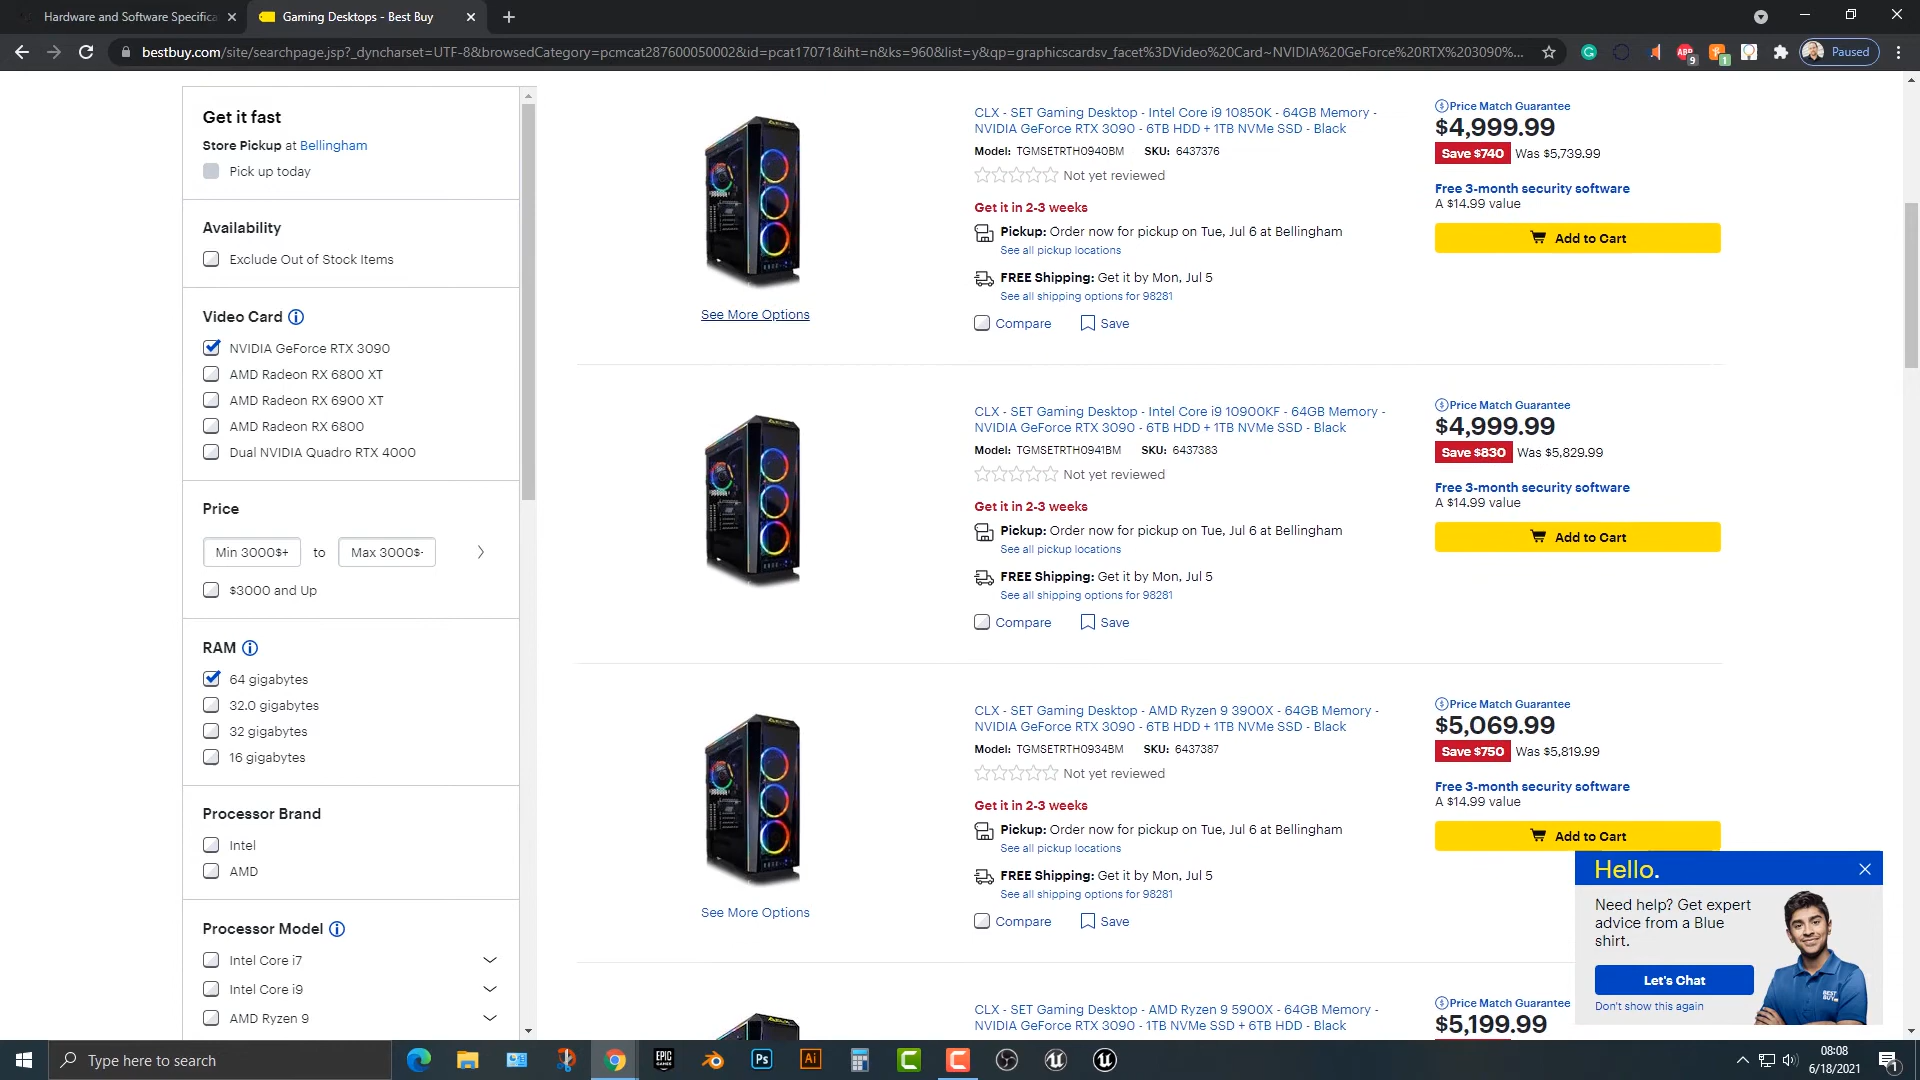 Hardware and Software Specifica
Gaming Desktops - Best Buy
bestbuy.com/site/searchpage.jsp?_dyncharset=UTF-8&browsedCategory=pcmcat287600050002&id=pcat17071&iht=n&ks=960&list=y&qp=graphicscardsv_facet%3DVideo%20Card~NVIDIA%20GeForce%20RTX%203090%20...
ABP
9
1
Paused
Get it fast
Store Pickup at Bellingham
Pick up today
Availability
Exclude Out of Stock Items
Video Card
NVIDIA GeForce RTX 3090
AMD Radeon RX 6800 XT
AMD Radeon RX 6900 XT
AMD Radeon RX 6800
Dual NVIDIA Quadro RTX 4000
Price
Min 3000$+ to Max 3000$-
$3000 and Up
RAM
64 gigabytes
32.0 gigabytes
32 gigabytes
16 gigabytes
Processor Brand
Intel
AMD
Processor Model
Intel Core i7
Intel Core i9
AMD Ryzen 9
CLX - SET Gaming Desktop - Intel Core i9 10850K - 64GB Memory -
NVIDIA GeForce RTX 3090 - 6TB HDD + 1TB NVMe SSD - Black
Model: TGMSETRTH0940BM SKU: 6437376
Not yet reviewed
Get it in 2-3 weeks
Pickup: Order now for pickup on Tue, Jul 6 at Bellingham
See all pickup locations
FREE Shipping: Get it by Mon, Jul 5
See all shipping options for 98281
See More Options
Compare Save
Price Match Guarantee
$4,999.99
Save $740 Was $5,739.99
Free 3-month security software
A $14.99 value
Add to Cart
CLX - SET Gaming Desktop - Intel Core i9 10900KF - 64GB Memory -
NVIDIA GeForce RTX 3090 - 6TB HDD + 1TB NVMe SSD - Black
Model: TGMSETRTH0941BM SKU: 6437383
Not yet reviewed
Get it in 2-3 weeks
Pickup: Order now for pickup on Tue, Jul 6 at Bellingham
See all pickup locations
FREE Shipping: Get it by Mon, Jul 5
See all shipping options for 98281
Compare Save
Price Match Guarantee
$4,999.99
Save $830 Was $5,829.99
Free 3-month security software
A $14.99 value
Add to Cart
CLX - SET Gaming Desktop - AMD Ryzen 9 3900X - 64GB Memory -
NVIDIA GeForce RTX 3090 - 6TB HDD + 1TB NVMe SSD - Black
Model: TGMSETRTH0934BM SKU: 6437387
Not yet reviewed
Get it in 2-3 weeks
Pickup: Order now for pickup on Tue, Jul 6 at Bellingham
See all pickup locations
FREE Shipping: Get it by Mon, Jul 5
See all shipping options for 98281
See More Options
Compare Save
Price Match Guarantee
$5,069.99
Save $750 Was $5,819.99
Free 3-month security software
A $14.99 value
Add to Cart
CLX - SET Gaming Desktop - AMD Ryzen 9 5900X - 64GB Memory -
NVIDIA GeForce RTX 3090 - 1TB NVMe SSD + 6TB HDD - Black
Price Match Guarantee
$5,199.99
Hello.
Need help? Get expert
advice from a Blue
shirt.
Let's Chat
Don't show this again
BEST BUY
Type here to search
EPIC GAMES
Ps
Ai
08:08
6/18/2021
1